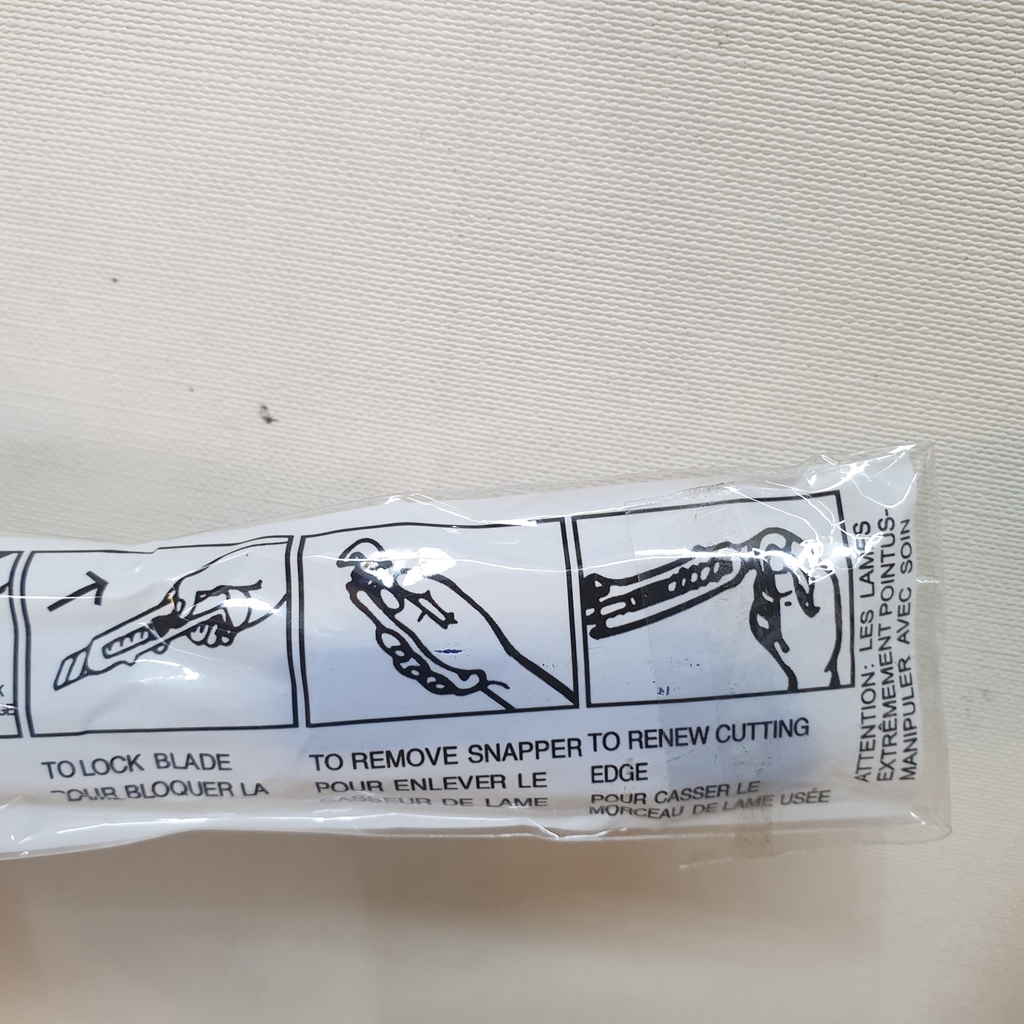 TO LOCK BLADE
POUR BLOQUER LA
TO REMOVE SNAPPER
POUR ENLEVER LE
CASSEUR DE LAME
TO RENEW CUTTING
EDGE
POUR CASSER LE
MORCEAU DE LAME USÉE
ATTENTION: LES LAMES
EXTRÊMEMENT POINTUS-
MANIPULER AVEC SOIN